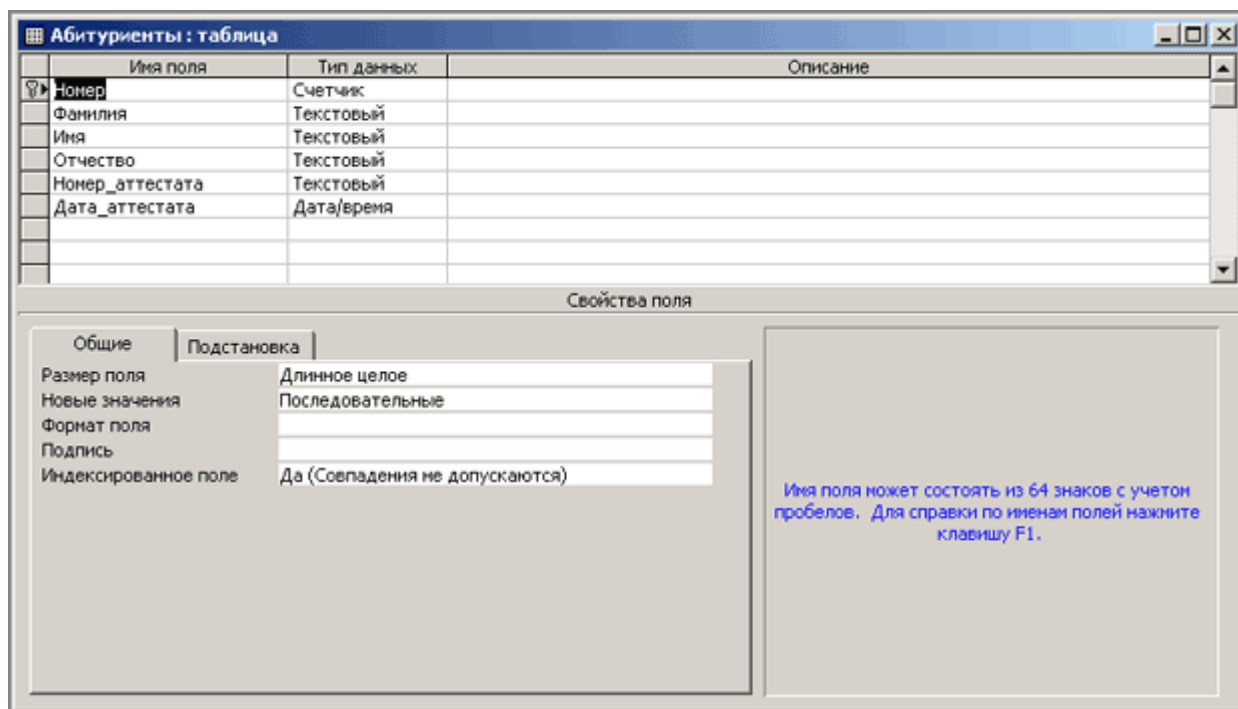 Абитуриенты : таблица
Имя поля Тип данных Описание
Номер Счетчик
Фамилия Текстовый
Имя Текстовый
Отчество Текстовый
Номер_аттестата Текстовый
Дата_аттестата Дата/время
Свойства поля
Общие Подстановка
Размер поля Длинное целое
Новые значения Последовательные
Формат поля
Подпись
Индексированное поле Да (Совпадения не допускаются)
Имя поля может состоять из 64 знаков с учетом
пробелов. Для справки по именам полей нажмите
клавишу F1.